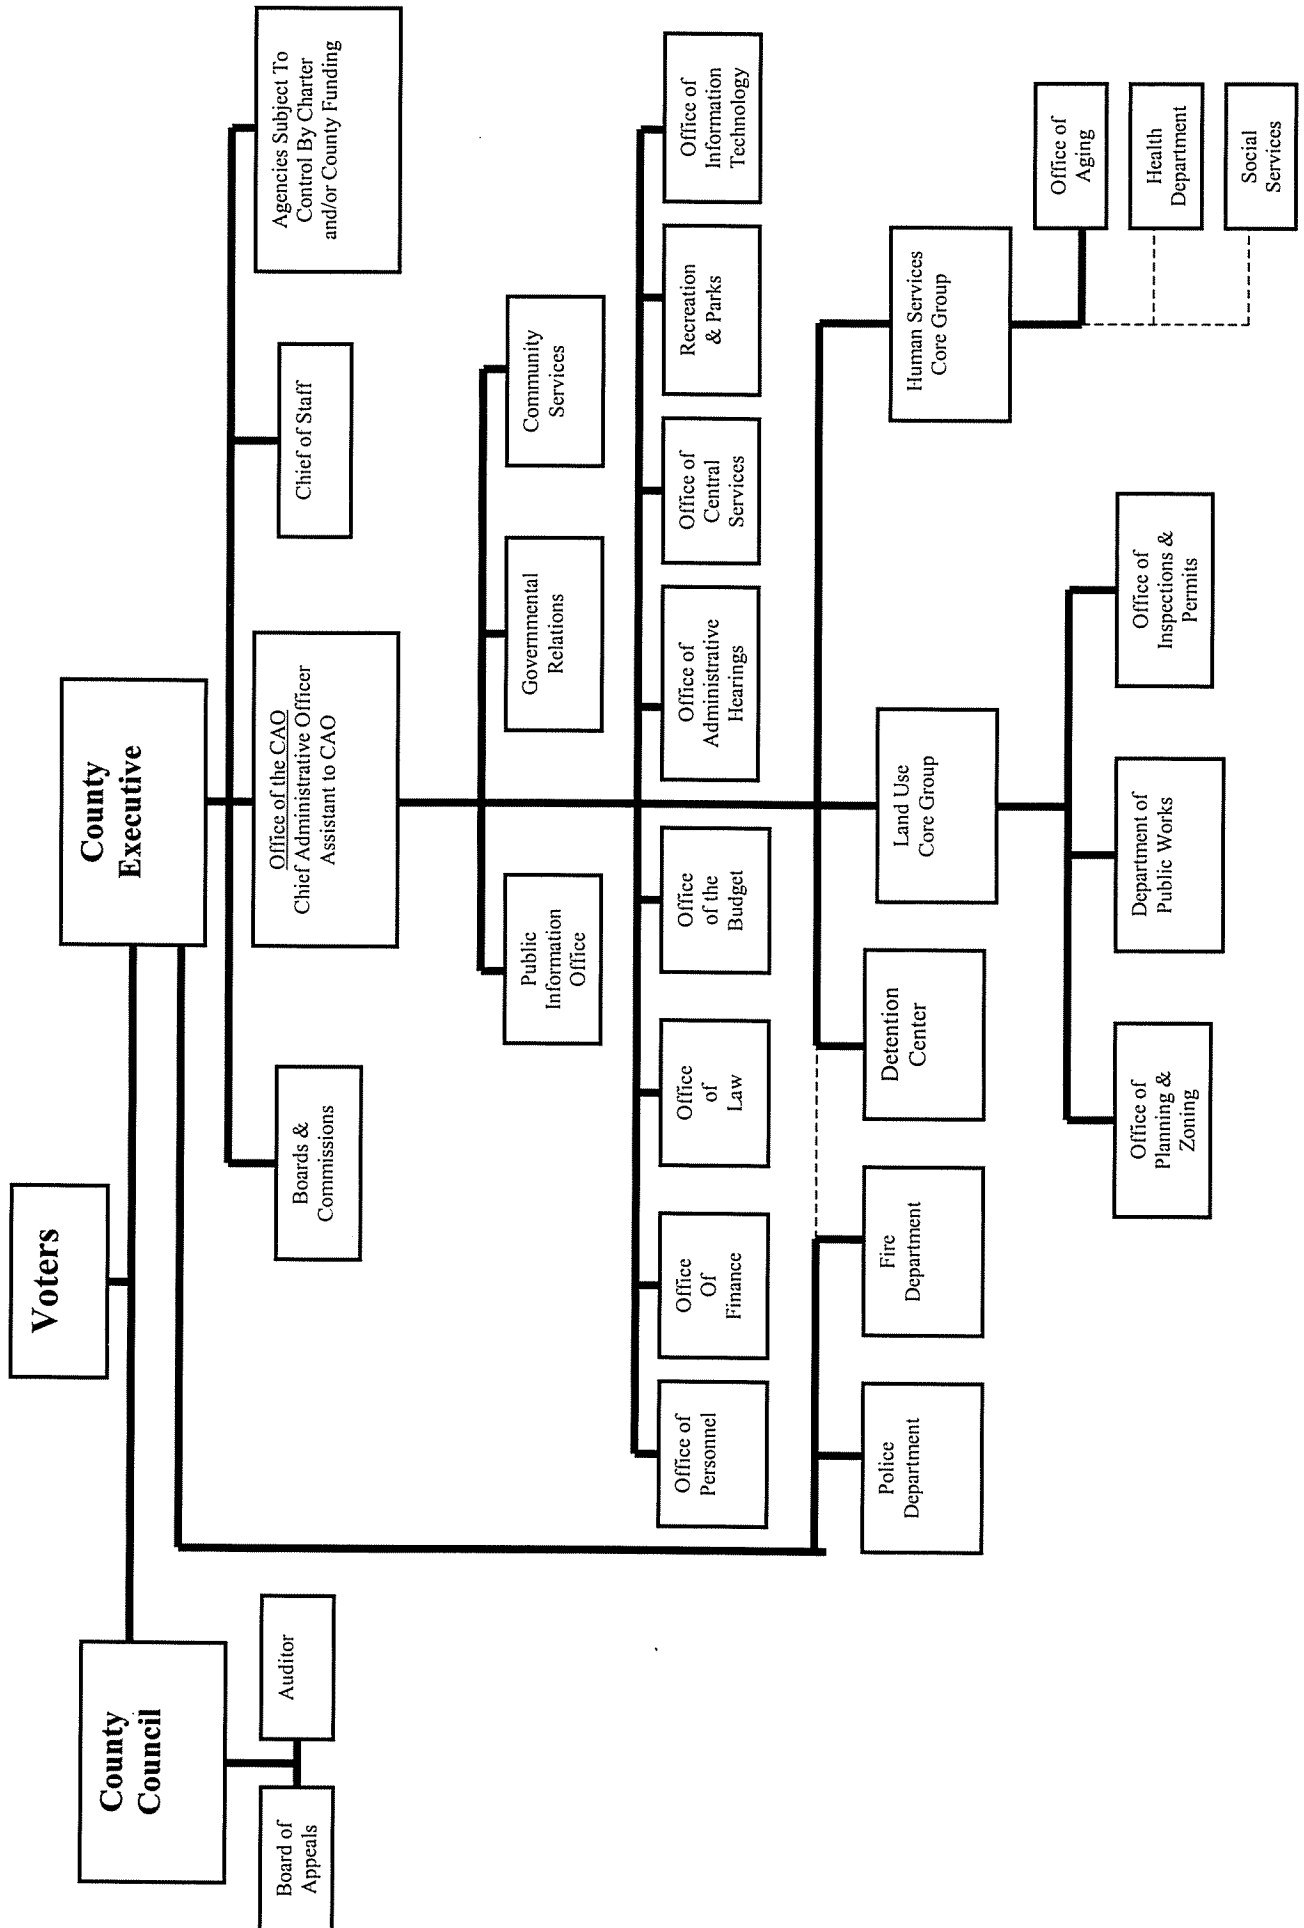 Voters
County
Council
County
Executive
Board of
Appeals
Auditor
Boards &
Commissions
Office of the CAO
Chief Administrative Officer
Assistant to CAO
Chief of Staff
Agencies Subject To
Control By Charter
and/or County Funding
Public
Information
Office
Governmental
Relations
Community
Services
Office of
Personnel
Office
Of
Finance
Office
of
Law
Office
of the
Budget
Office of
Administrative
Hearings
Office of
Central
Services
Recreation
& Parks
Office of
Information
Technology
Police
Department
Fire
Department
Detention
Center
Land Use
Core Group
Human Services
Core Group
Office of
Planning &
Zoning
Department of
Public Works
Office of
Inspections &
Permits
Office of
Aging
Health
Department
Social
Services